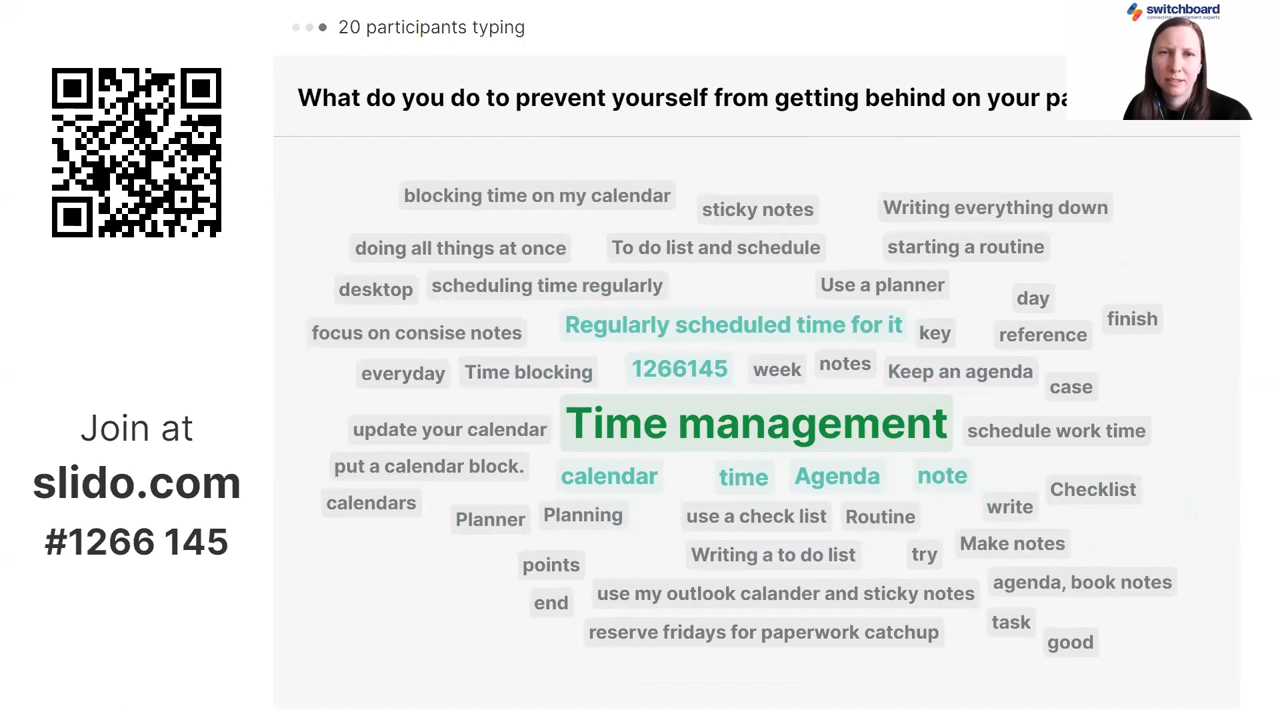 20 participants typing
switchboard
connecting resettlement experts
What do you do to prevent yourself from getting behind on your pa
blocking time on my calendar
sticky notes
Writing everything down
doing all things at once
To do list and schedule
starting a routine
desktop
scheduling time regularly
Use a planner
day
finish
focus on consise notes
Regularly scheduled time for it
key
reference
everyday
Time blocking
1266145
week
notes
Keep an agenda
case
update your calendar
Time management
schedule work time
put a calendar block.
calendar
time
Agenda
note
calendars
Checklist
Planner
Planning
use a check list
Routine
write
Writing a to do list
try
Make notes
points
agenda, book notes
end
use my outlook calander and sticky notes
reserve fridays for paperwork catchup
task
good
Join at
slido.com
#1266 145